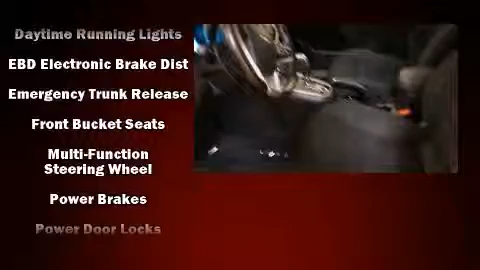 Daytime Running Lights
EBD Electronic Brake Dist
Emergency Trunk Release
Front Bucket Seats
Multi-Function
Steering Wheel
Power Brakes
Power Door Locks